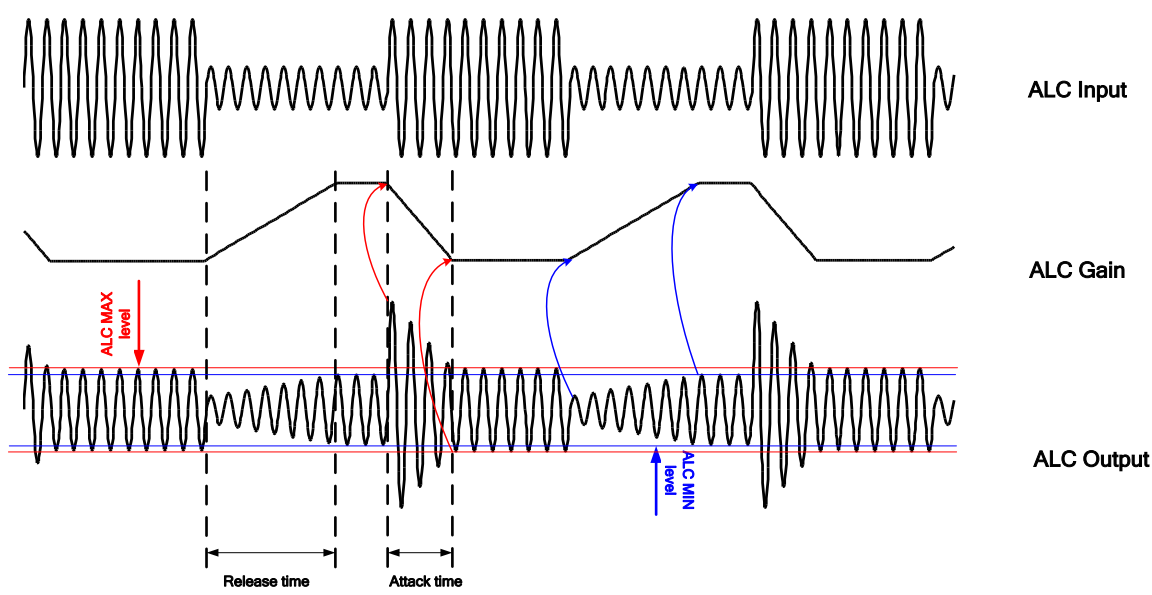 ALC Input
ALC Gain
ALC MAX
level
ALC Output
ALC MIN
level
Release time
Attack time